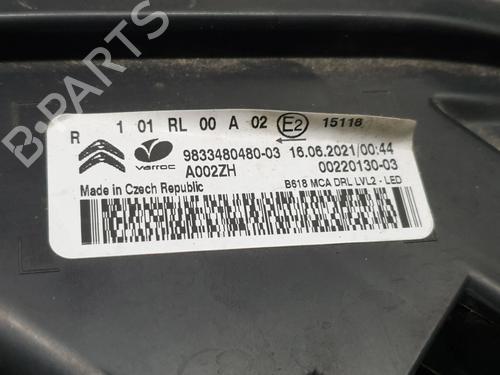 R 1 01 RL 00 A 02 E2 15118
varroc 9833480480-03 16.06.2021/00:44
A002ZH 00220130-03
Made in Czech Republic B618 MCA DRL LVL2 - LED
B-PARTS